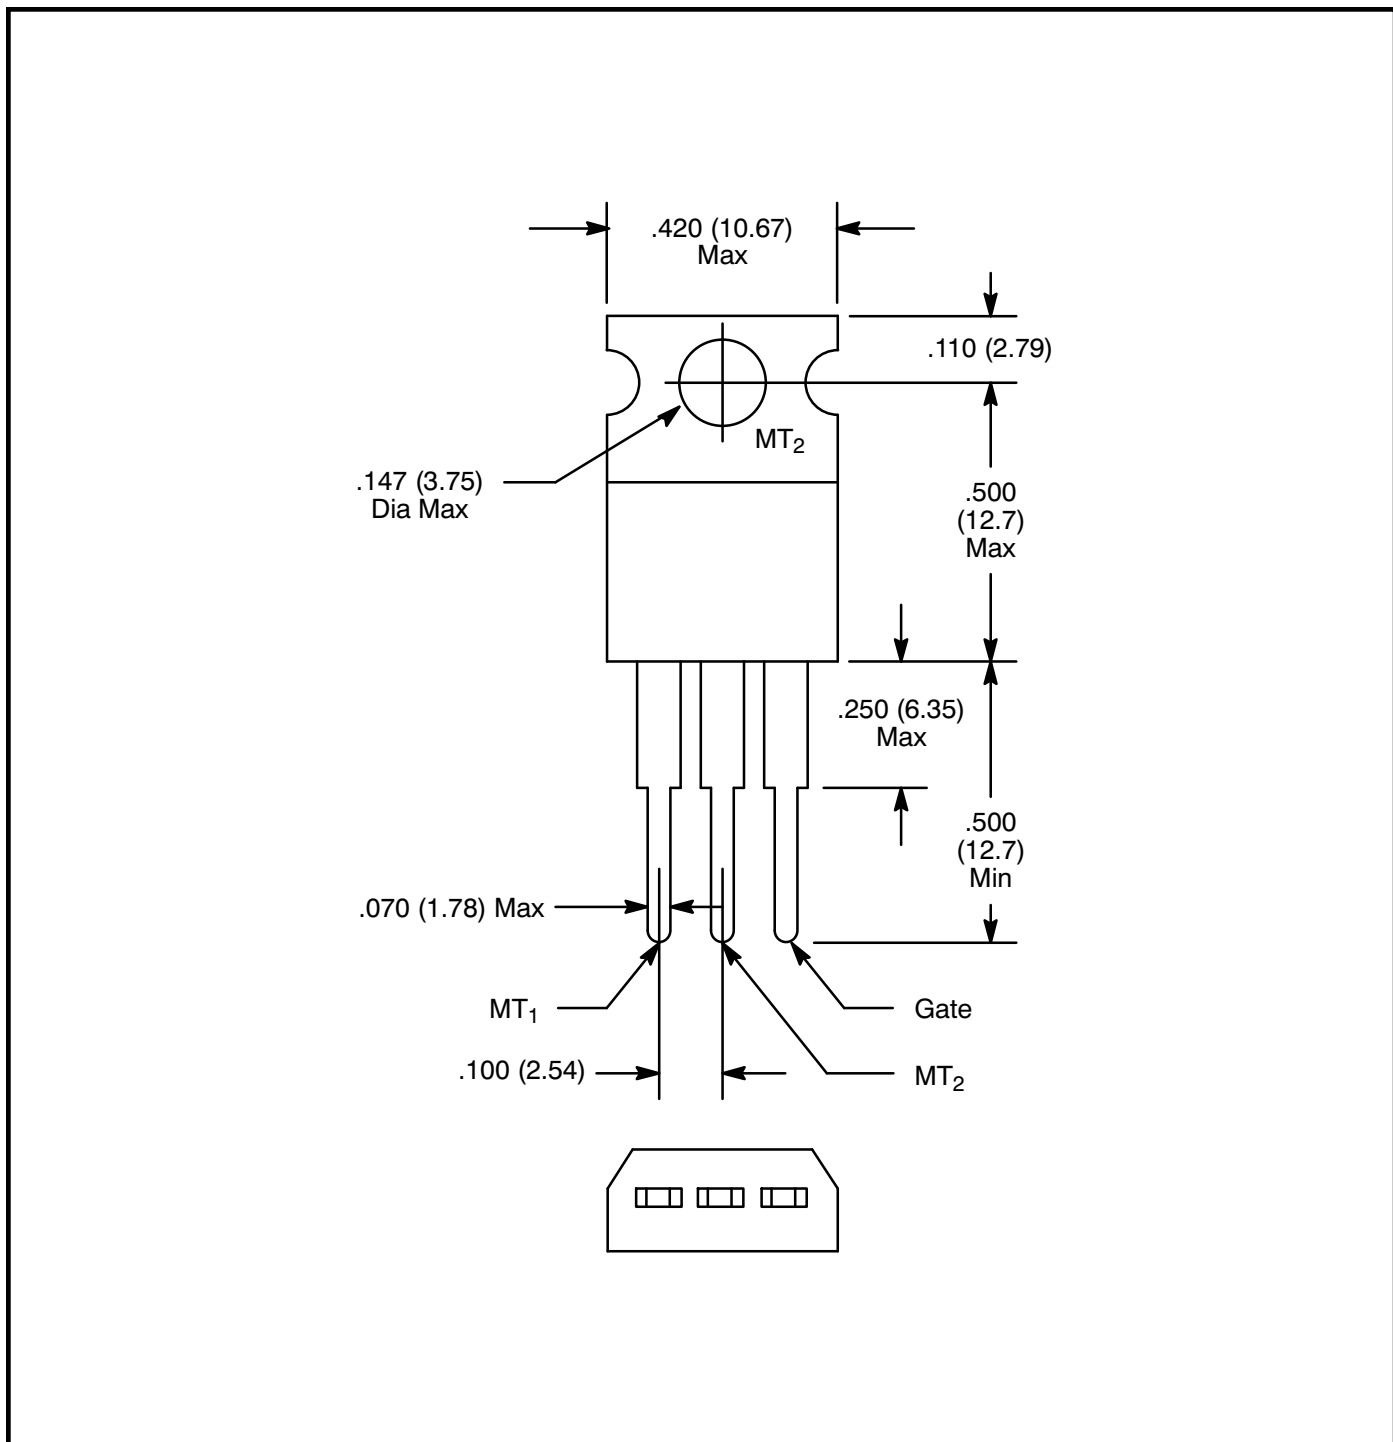 .420 (10.67)
Max
.110 (2.79)
MT2
.147 (3.75)
Dia Max
.500
(12.7)
Max
.250 (6.35)
Max
.500
(12.7)
Min
.070 (1.78) Max
MT1
Gate
.100 (2.54)
MT2